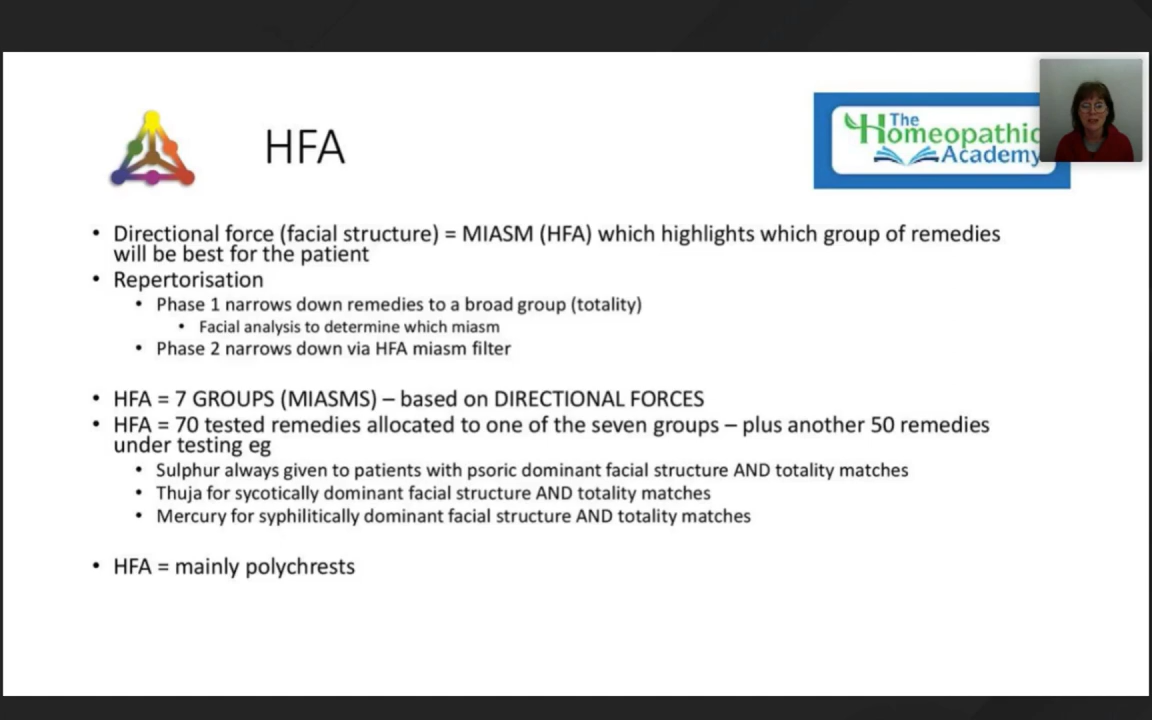 HFA
The
Homeopathic
Academy
• Directional force (facial structure) = MIASM (HFA) which highlights which group of remedies
will be best for the patient
• Repertorisation
• Phase 1 narrows down remedies to a broad group (totality)
• Facial analysis to determine which miasm
• Phase 2 narrows down via HFA miasm filter
• HFA = 7 GROUPS (MIASMS) – based on DIRECTIONAL FORCES
• HFA = 70 tested remedies allocated to one of the seven groups – plus another 50 remedies
under testing eg
• Sulphur always given to patients with psoric dominant facial structure AND totality matches
• Thuja for sycotically dominant facial structure AND totality matches
• Mercury for syphilitically dominant facial structure AND totality matches
• HFA = mainly polychrests